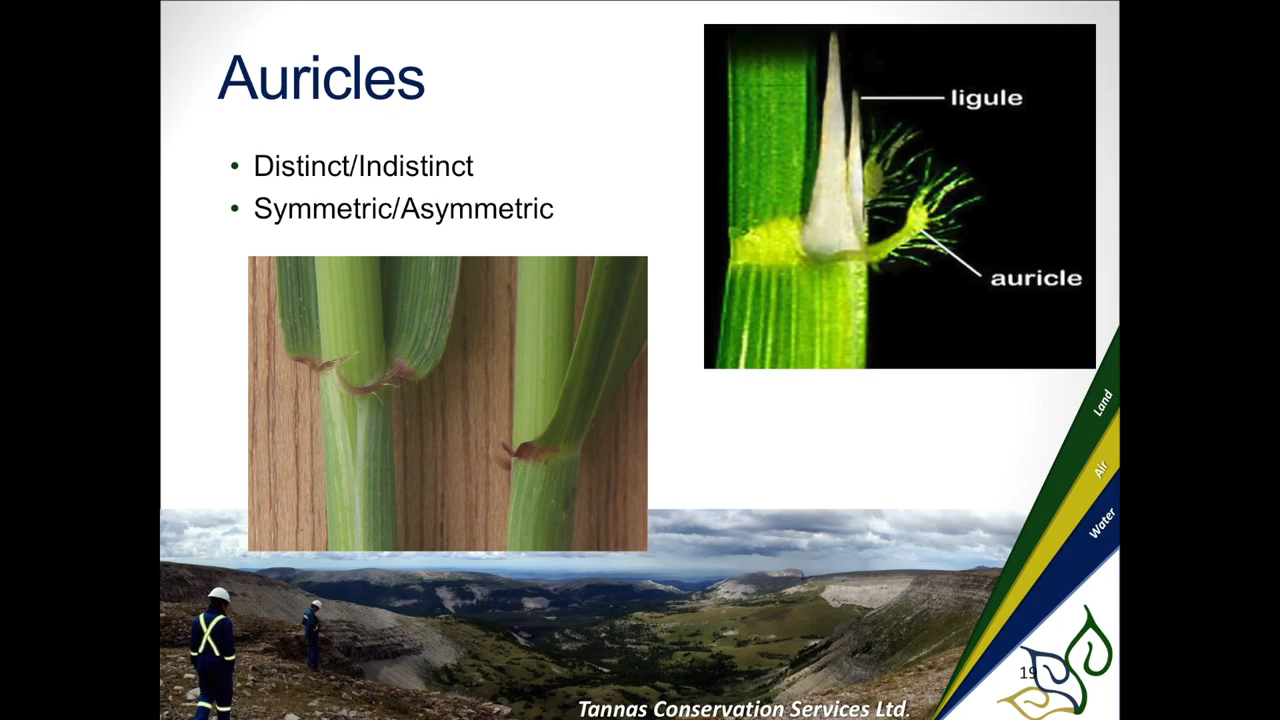 Auricles
• Distinct/Indistinct
• Symmetric/Asymmetric
ligule
auricle
Land
Air
Water
19
Tannas Conservation Services Ltd.